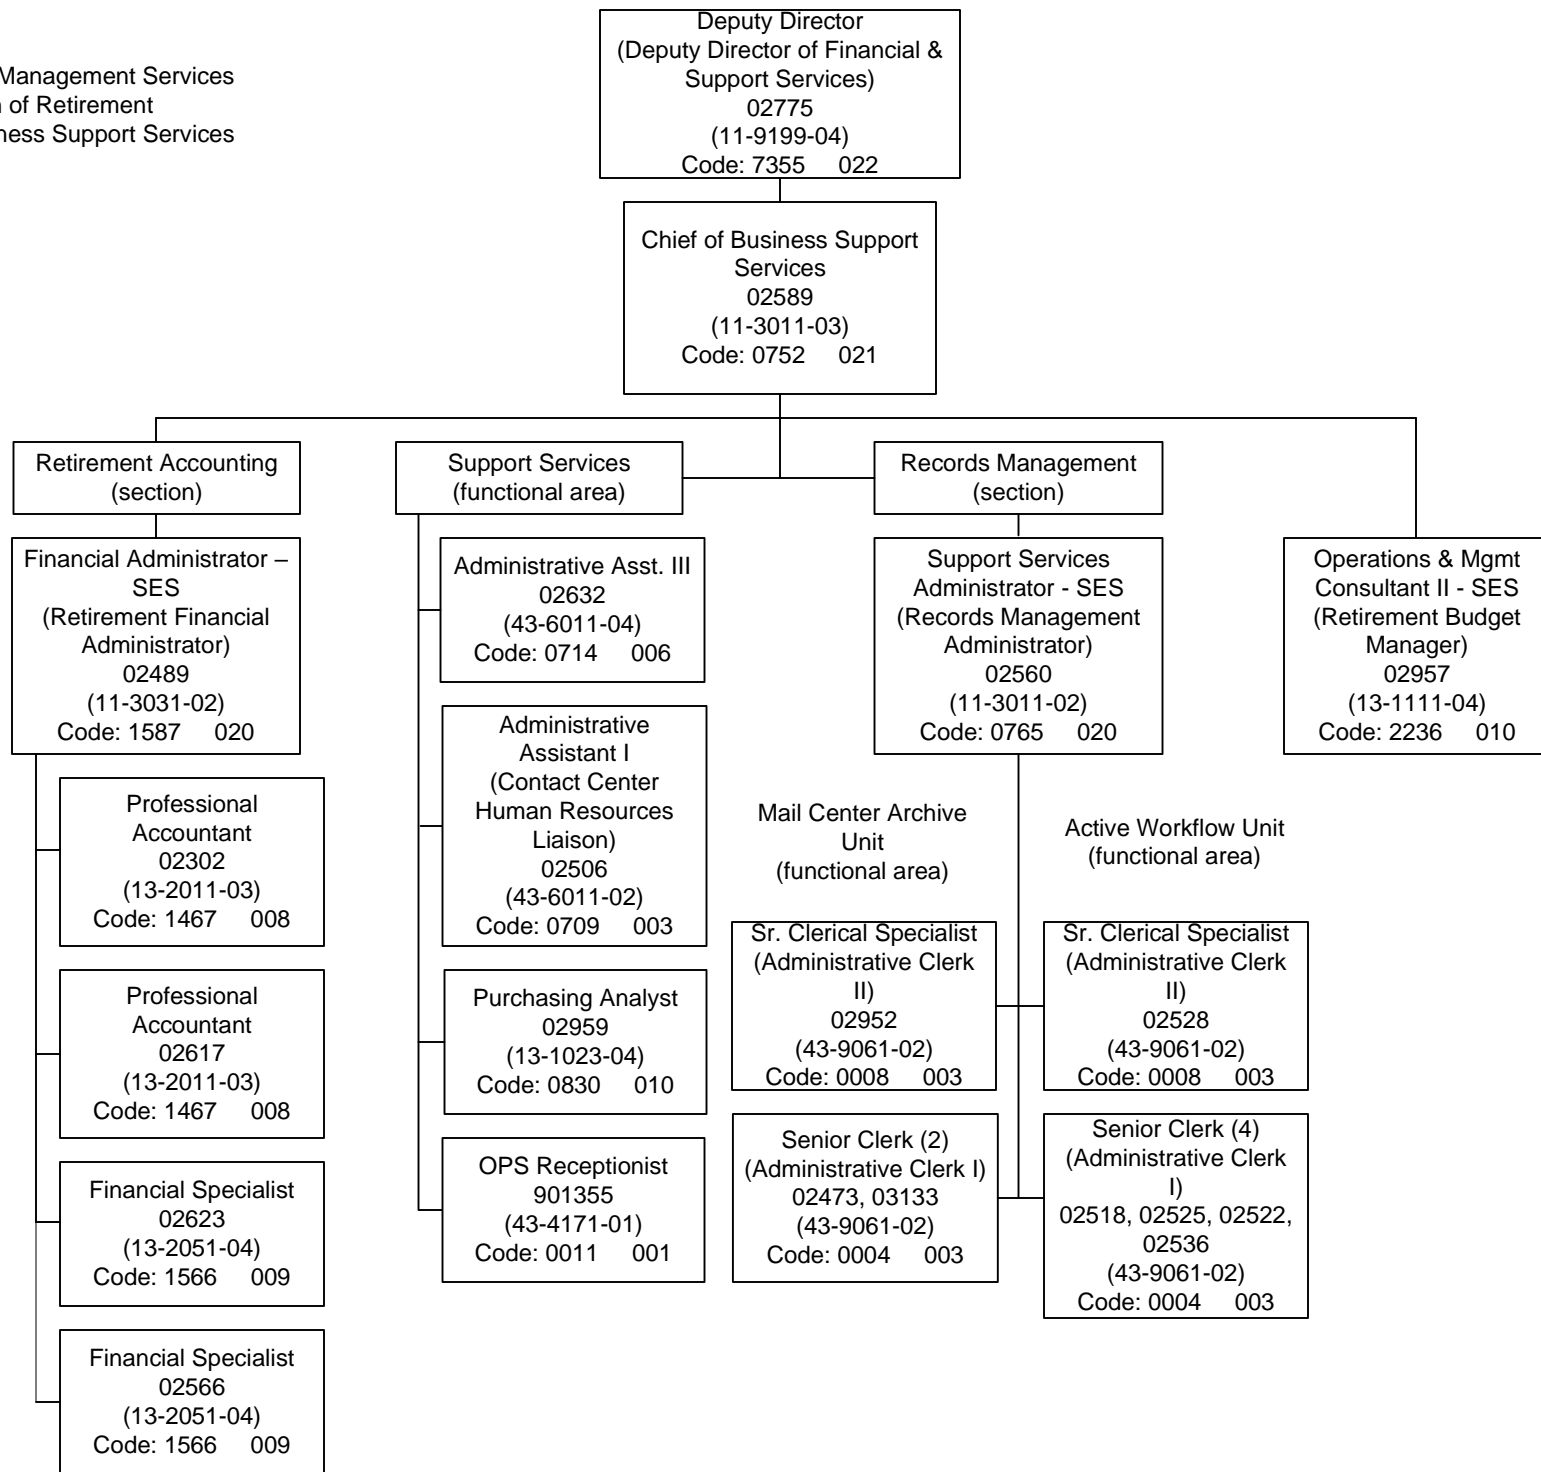 Management Services
of Retirement
ness Support Services
Deputy Director
(Deputy Director of Financial &
Support Services)
02775
(11-9199-04)
Code: 7355 022
Chief of Business Support
Services
02589
(11-3011-03)
Code: 0752 021
Retirement Accounting
(section)
Support Services
(functional area)
Records Management
(section)
Financial Administrator –
SES
(Retirement Financial
Administrator)
02489
(11-3031-02)
Code: 1587 020
Professional
Accountant
02302
(13-2011-03)
Code: 1467 008
Professional
Accountant
02617
(13-2011-03)
Code: 1467 008
Financial Specialist
02623
(13-2051-04)
Code: 1566 009
Financial Specialist
02566
(13-2051-04)
Code: 1566 009
Administrative Asst. III
02632
(43-6011-04)
Code: 0714 006
Administrative
Assistant I
(Contact Center
Human Resources
Liaison)
02506
(43-6011-02)
Code: 0709 003
Purchasing Analyst
02959
(13-1023-04)
Code: 0830 010
OPS Receptionist
901355
(43-4171-01)
Code: 0011 001
Support Services
Administrator - SES
(Records Management
Administrator)
02560
(11-3011-02)
Code: 0765 020
Mail Center Archive
Unit
(functional area)
Sr. Clerical Specialist
(Administrative Clerk
II)
02952
(43-9061-02)
Code: 0008 003
Senior Clerk (2)
(Administrative Clerk I)
02473, 03133
(43-9061-02)
Code: 0004 003
Active Workflow Unit
(functional area)
Sr. Clerical Specialist
(Administrative Clerk
II)
02528
(43-9061-02)
Code: 0008 003
Senior Clerk (4)
(Administrative Clerk
I)
02518, 02525, 02522,
02536
(43-9061-02)
Code: 0004 003
Operations & Mgmt
Consultant II - SES
(Retirement Budget
Manager)
02957
(13-1111-04)
Code: 2236 010